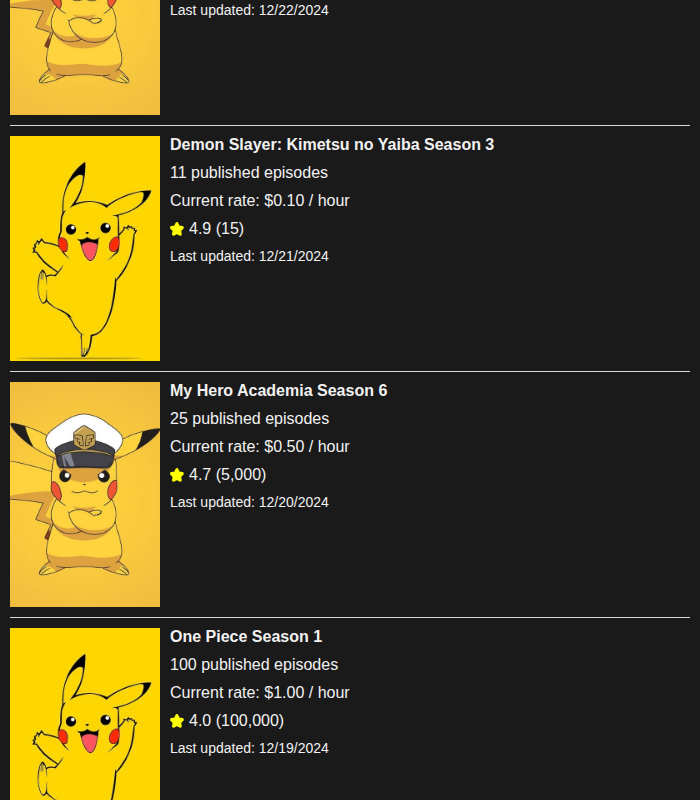 Last updated: 12/22/2024
Demon Slayer: Kimetsu no Yaiba Season 3
11 published episodes
Current rate: $0.10 / hour
4.9 (15)
Last updated: 12/21/2024
My Hero Academia Season 6
25 published episodes
Current rate: $0.50 / hour
4.7 (5,000)
Last updated: 12/20/2024
One Piece Season 1
100 published episodes
Current rate: $1.00 / hour
4.0 (100,000)
Last updated: 12/19/2024